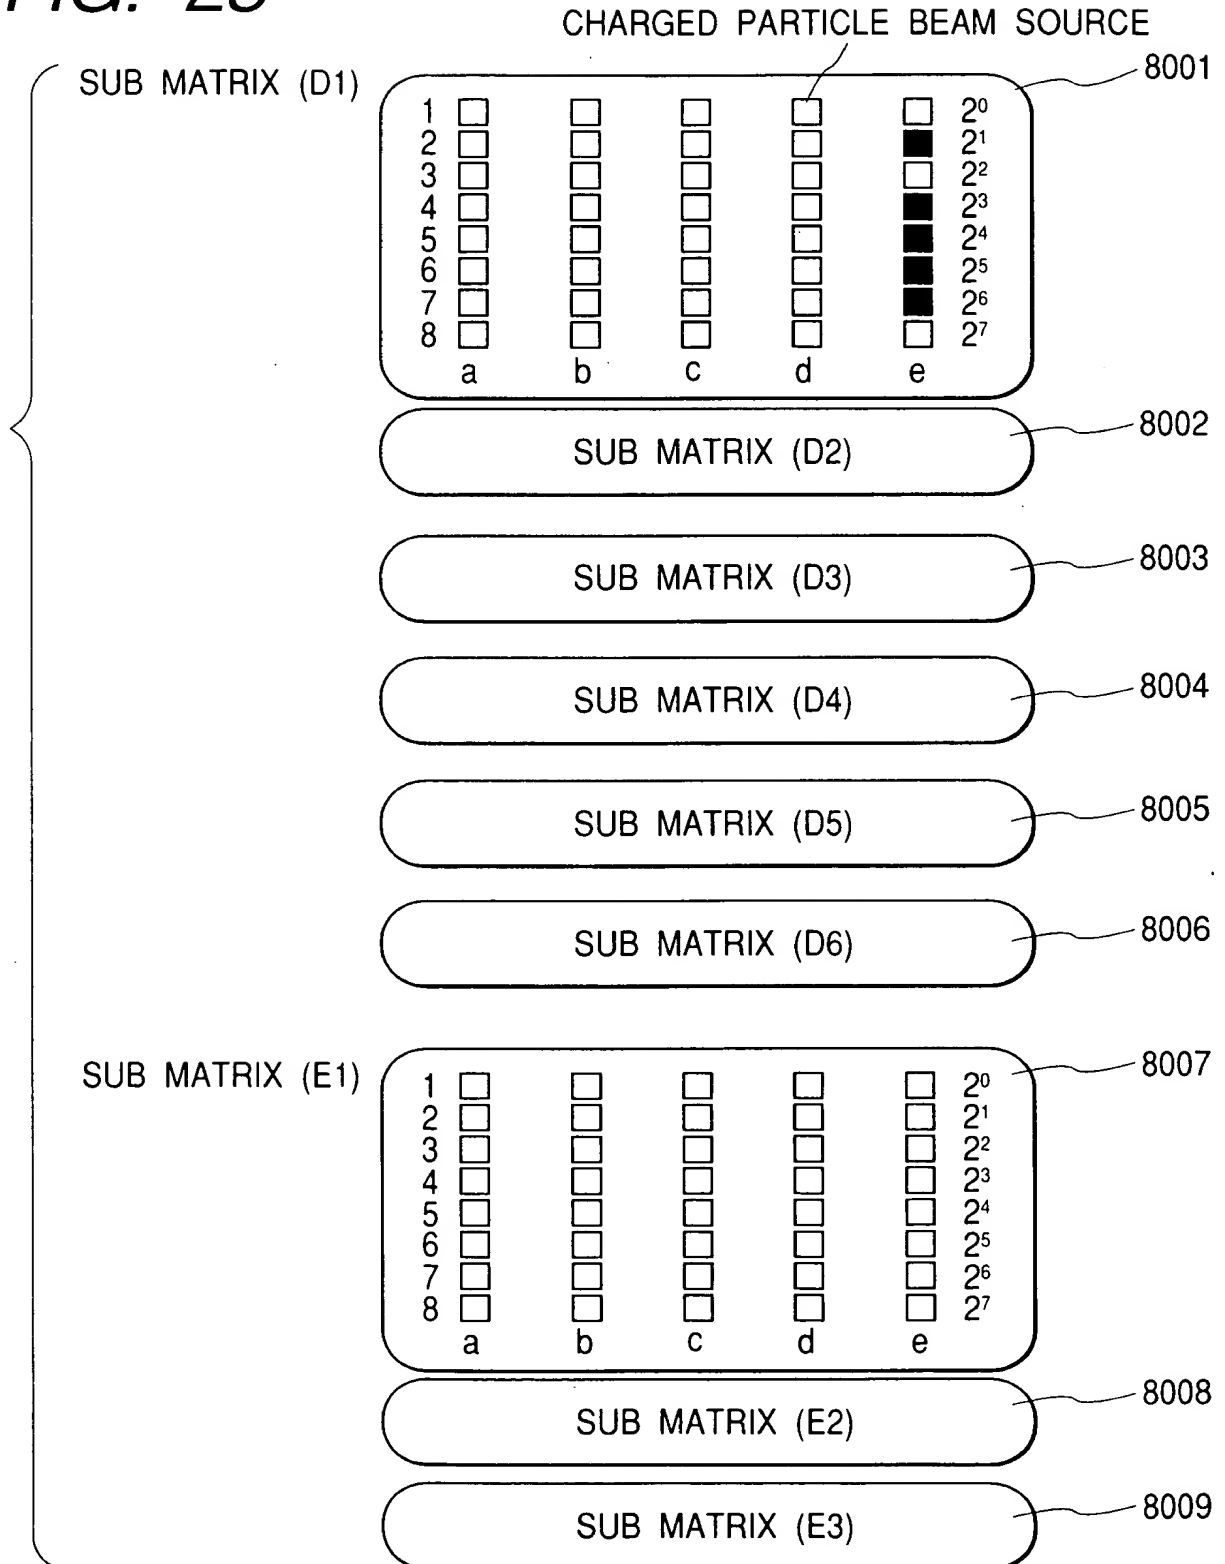 FIG. 23
CHARGED PARTICLE BEAM SOURCE
SUB MATRIX (D1)
8001
1 2⁰
2 2¹
3 2²
4 2³
5 2⁴
6 2⁵
7 2⁶
8 2⁷
a b c d e
8002
SUB MATRIX (D2)
8003
SUB MATRIX (D3)
8004
SUB MATRIX (D4)
8005
SUB MATRIX (D5)
8006
SUB MATRIX (D6)
SUB MATRIX (E1)
8007
1 2⁰
2 2¹
3 2²
4 2³
5 2⁴
6 2⁵
7 2⁶
8 2⁷
a b c d e
8008
SUB MATRIX (E2)
8009
SUB MATRIX (E3)